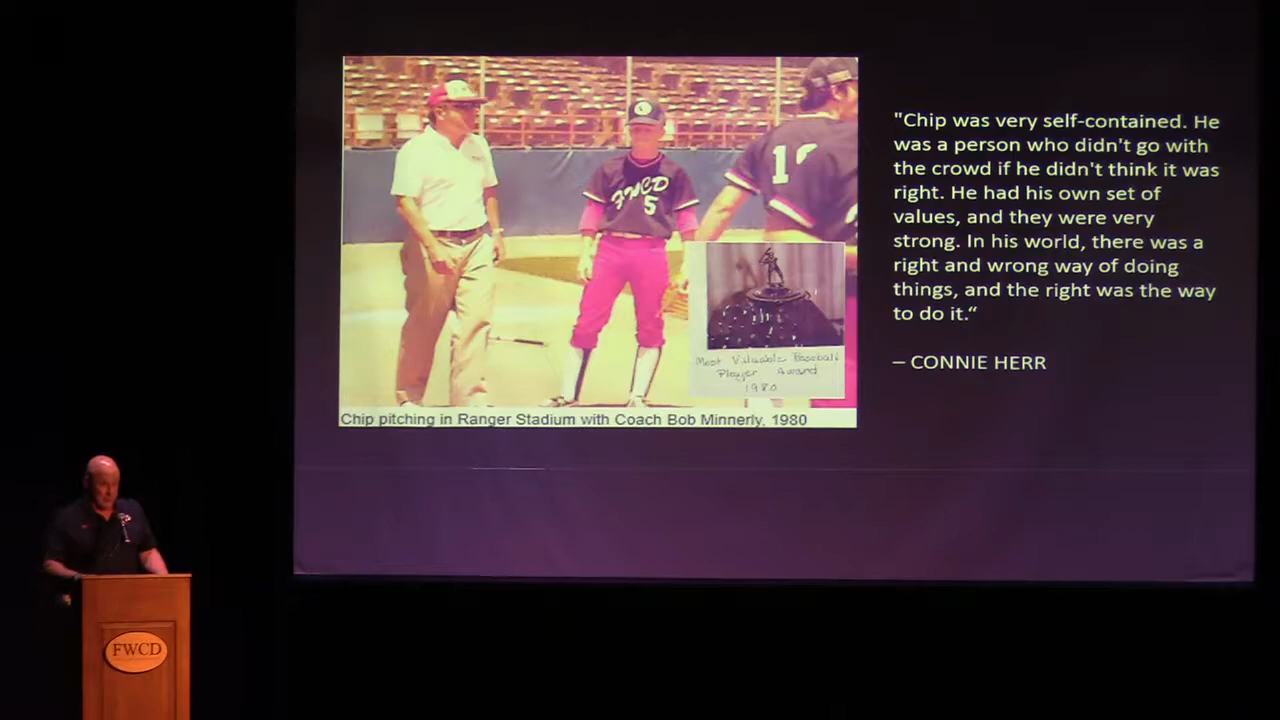 FWCD
5
1
Most Valuable Baseball
Player Award
1980
Chip pitching in Ranger Stadium with Coach Bob Minnerly, 1980
"Chip was very self-contained. He
was a person who didn't go with
the crowd if he didn't think it was
right. He had his own set of
values, and they were very
strong. In his world, there was a
right and wrong way of doing
things, and the right was the way
to do it.“
– CONNIE HERR
FWCD